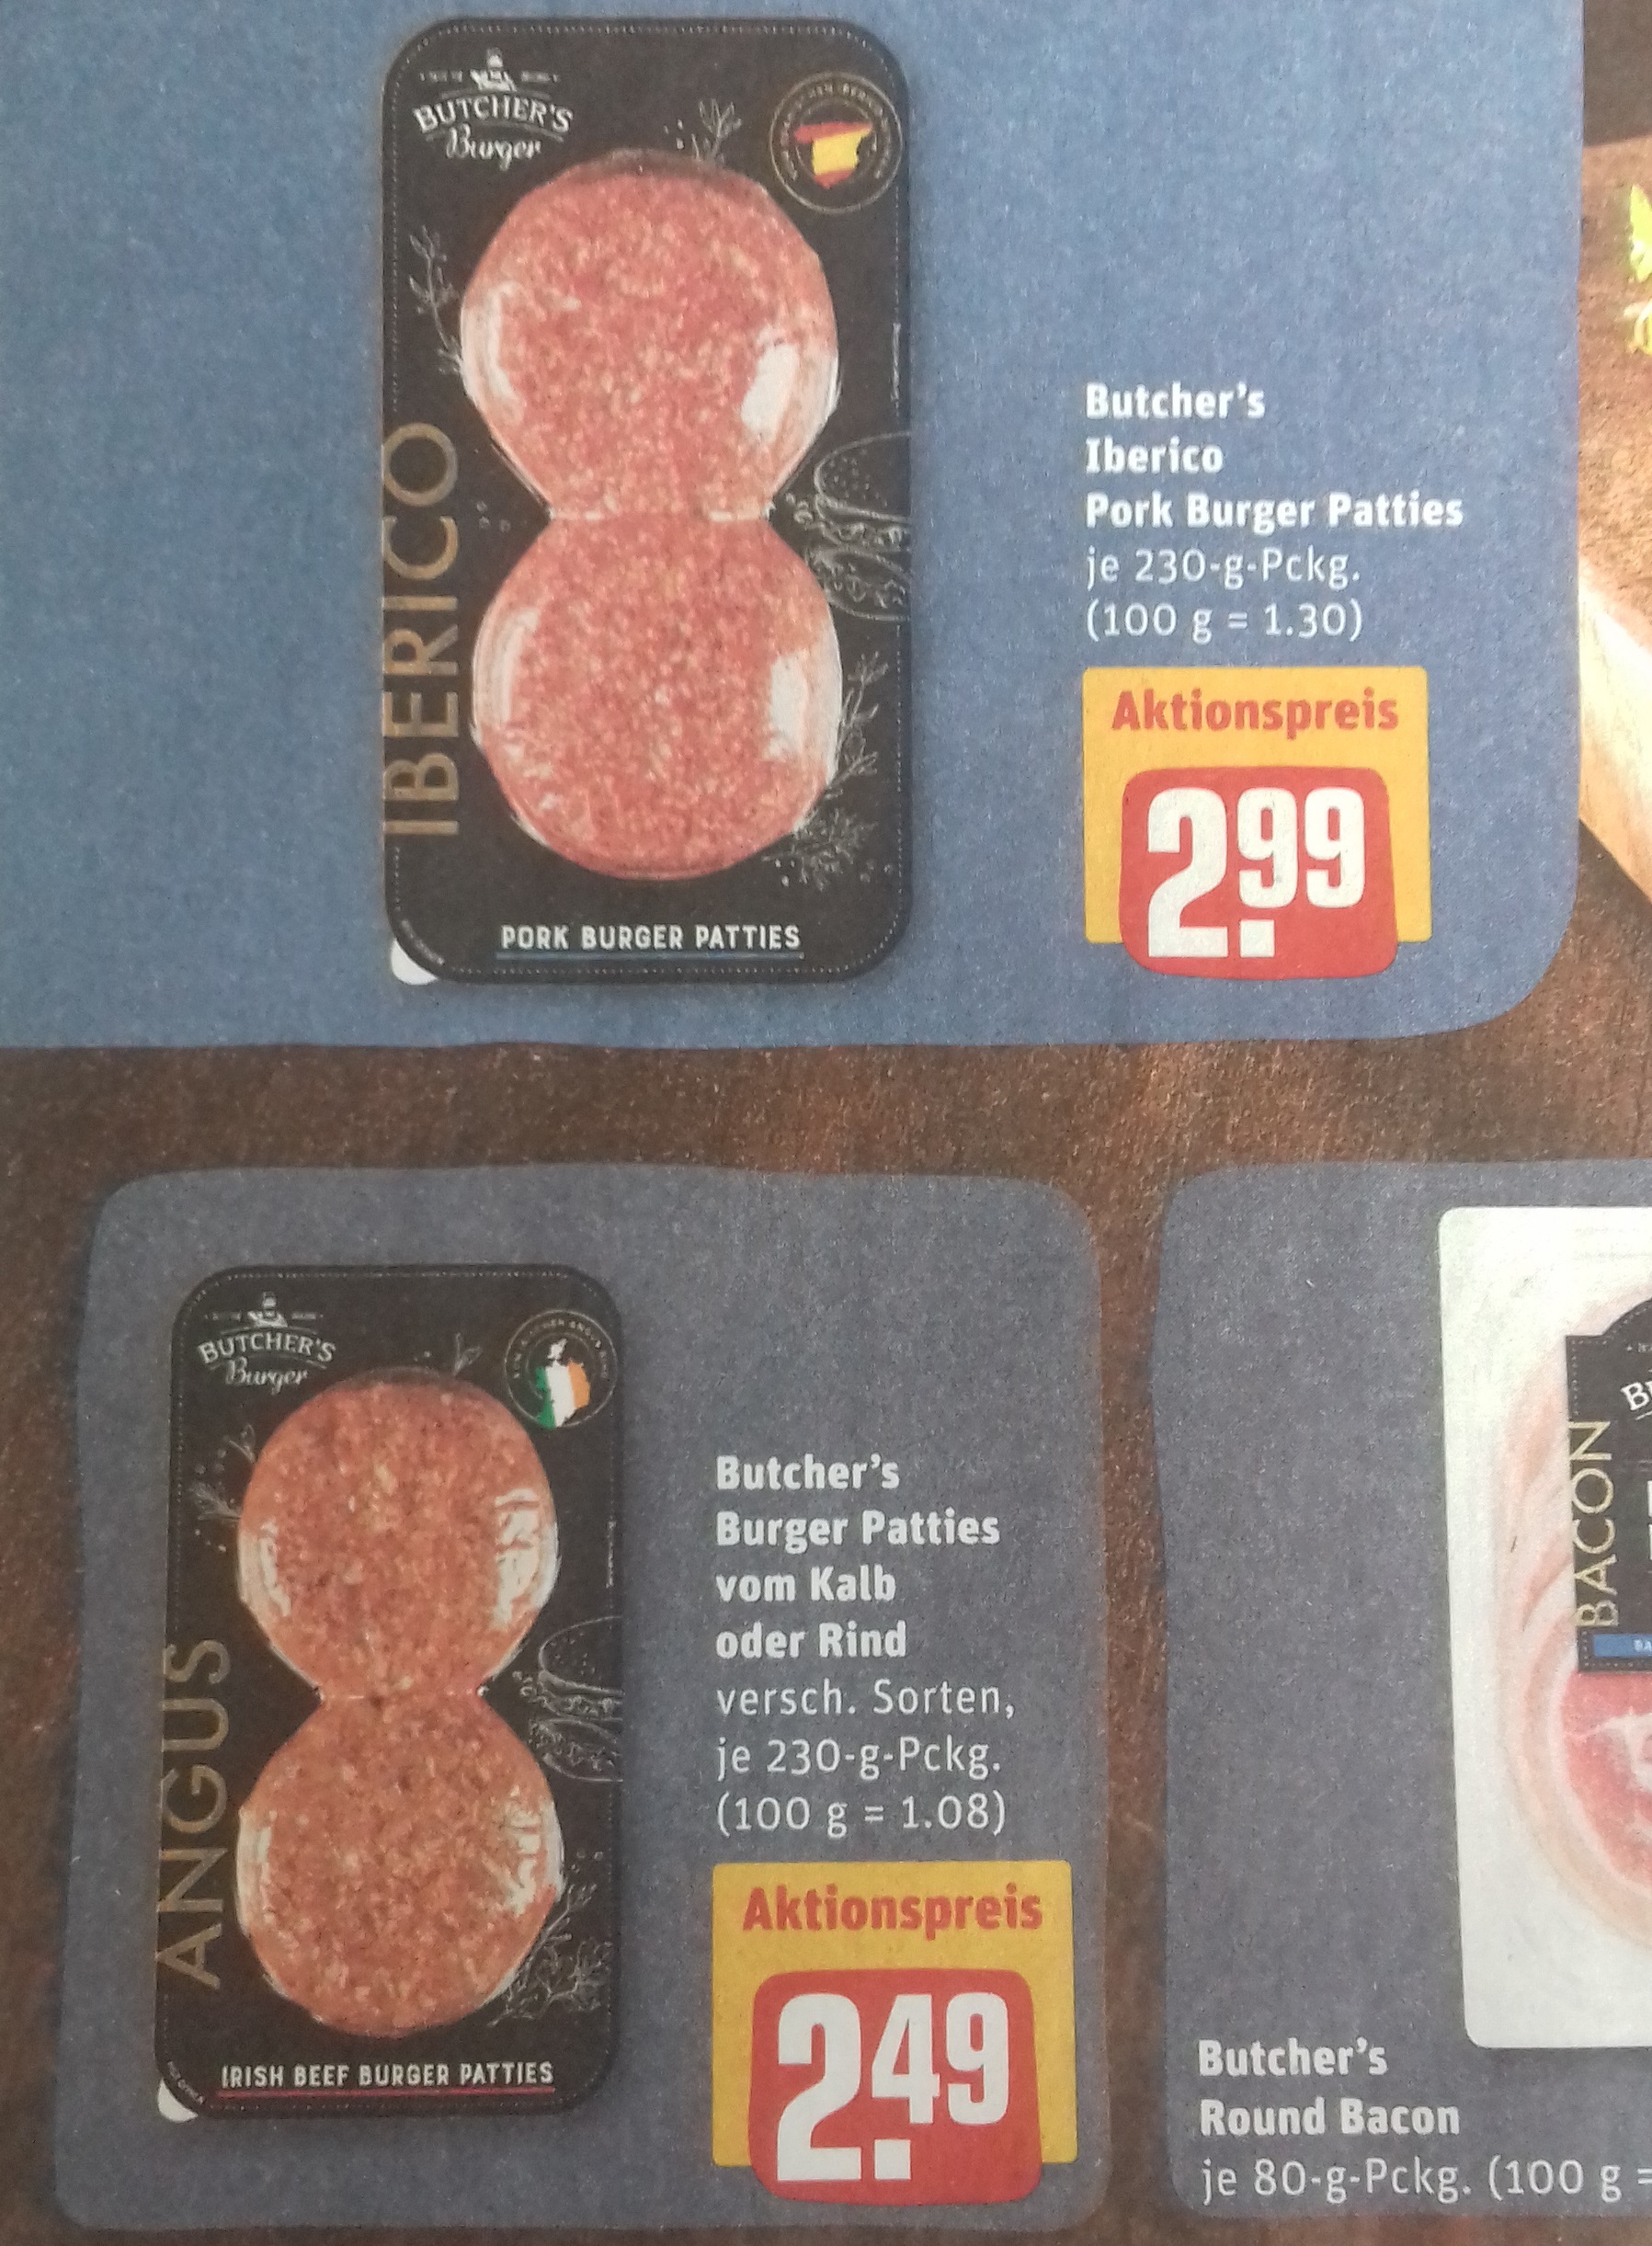 BUTCHER'S
Burger
IBERICO
PORK BURGER PATTIES
Butcher's
Iberico
Pork Burger Patties
je 230-g-Pckg.
(100 g = 1.30)
Aktionspreis
2.99
BUTCHER'S
Burger
ANGUS
IRISH BEEF BURGER PATTIES
Butcher's
Burger Patties
vom Kalb
oder Rind
versch. Sorten,
je 230-g-Pckg.
(100 g = 1.08)
Aktionspreis
2.49
BACON
Butcher's
Round Bacon
je 80-g-Pckg. (100 g =